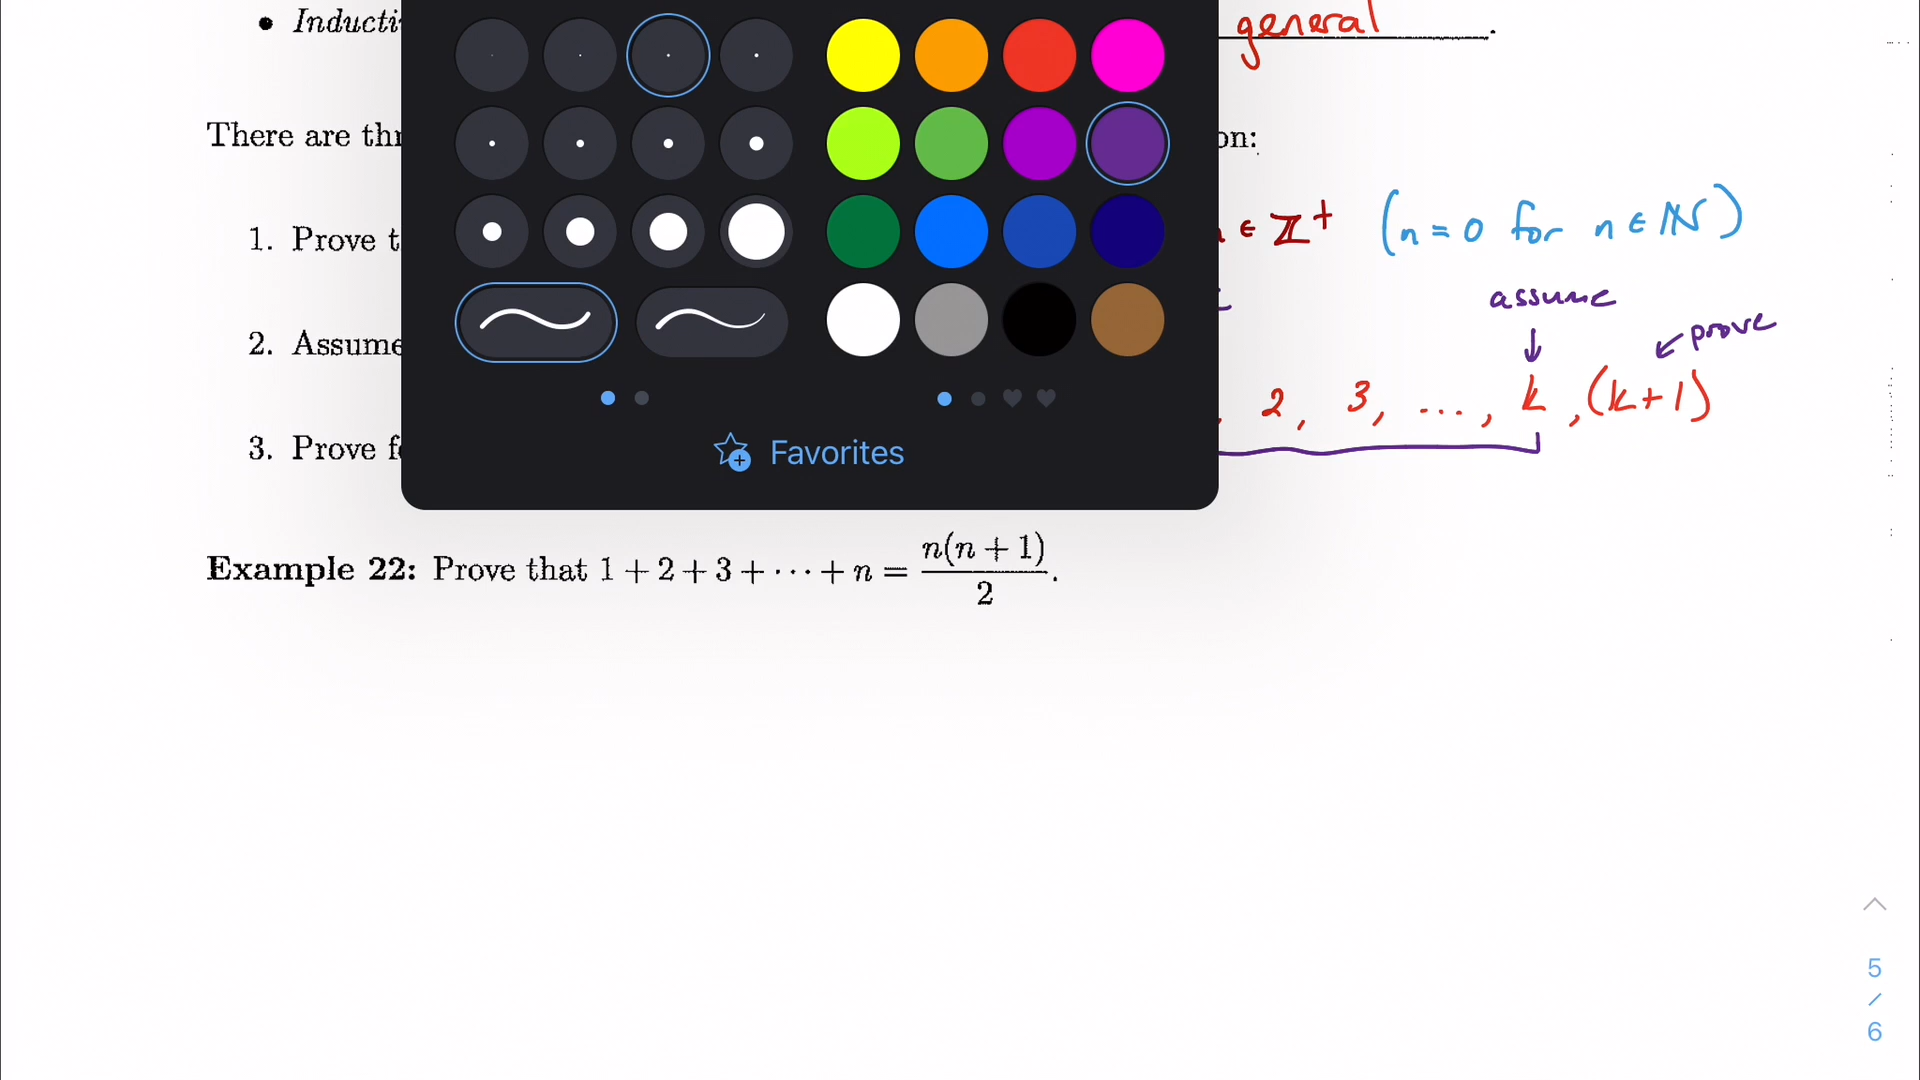 • Inducti general.
There are thr on:
1. Prove t ∈ ℤ⁺ (n = 0 for n ∈ ℕ)
assume
2. Assume ↓ ↙ prove
2, 3, ..., k, (k+1)
3. Prove f
Favorites
Example 22: Prove that 1 + 2 + 3 + ⋯ + n = n(n + 1)/2.
5
/
6